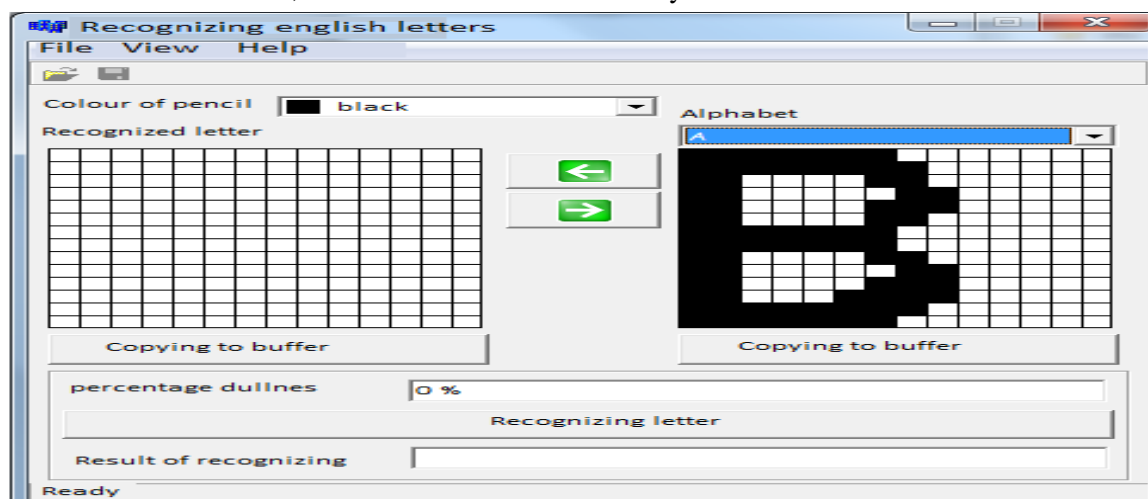 Recognizing english letters
File View Help
Colour of pencil black
Alphabet
Recognized letter
A
B
Copying to buffer
Copying to buffer
percentage dullnes
0 %
Recognizing letter
Result of recognizing
Ready